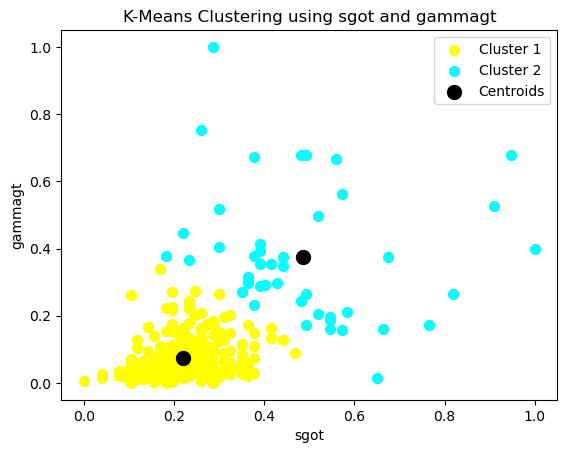 K-Means Clustering using sgot and gammagt
Cluster 1
Cluster 2
Centroids
gammagt
1.0
0.8
0.6
0.4
0.2
0.0
0.0 0.2 0.4 0.6 0.8 1.0
sgot